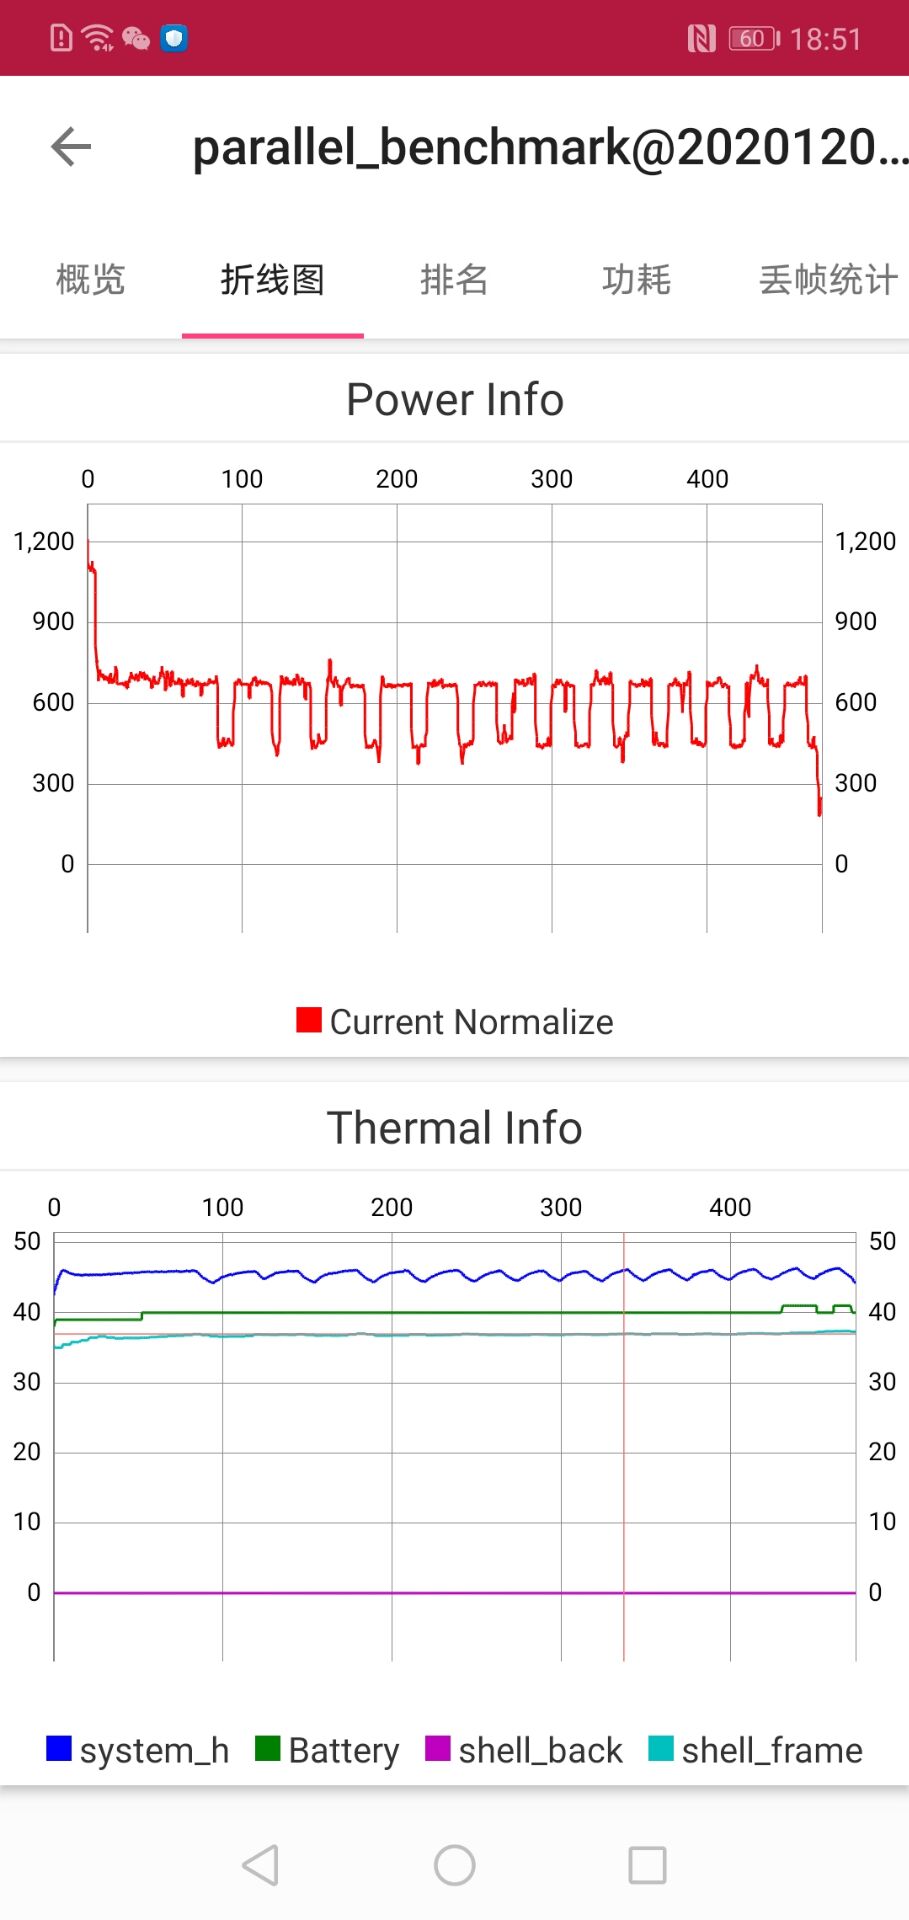 60 18:51
parallel_benchmark@2020120...
概览 折线图 排名 功耗 丢帧统计
Power Info
0 100 200 300 400
1,200 1,200
900 900
600 600
300 300
0 0
Current Normalize
Thermal Info
0 100 200 300 400
50 50
40 40
30 30
20 20
10 10
0 0
system_h Battery shell_back shell_frame